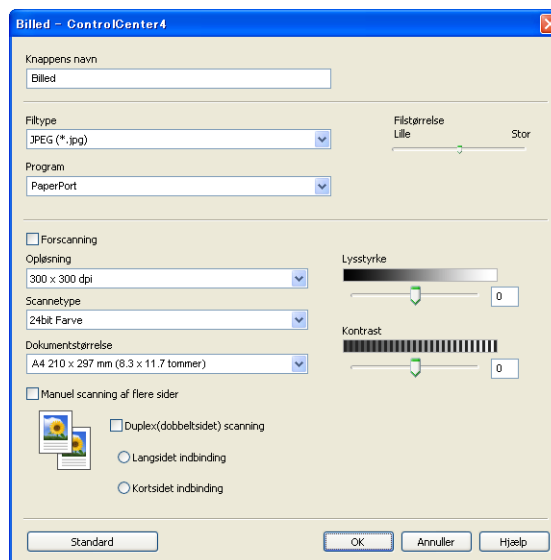 Billed - ControlCenter4
Knappens navn
Billed
Filtype
JPEG (*.jpg)
Filstørrelse
Lille Stor
Program
PaperPort
Forscanning
Opløsning
300 x 300 dpi
Lysstyrke
0
Scannetype
24bit Farve
Kontrast
0
Dokumentstørrelse
A4 210 x 297 mm (8.3 x 11.7 tommer)
Manuel scanning af flere sider
Duplex(dobbeltsidet) scanning
Langsidet indbinding
Kortsidet indbinding
Standard OK Annuller Hjælp